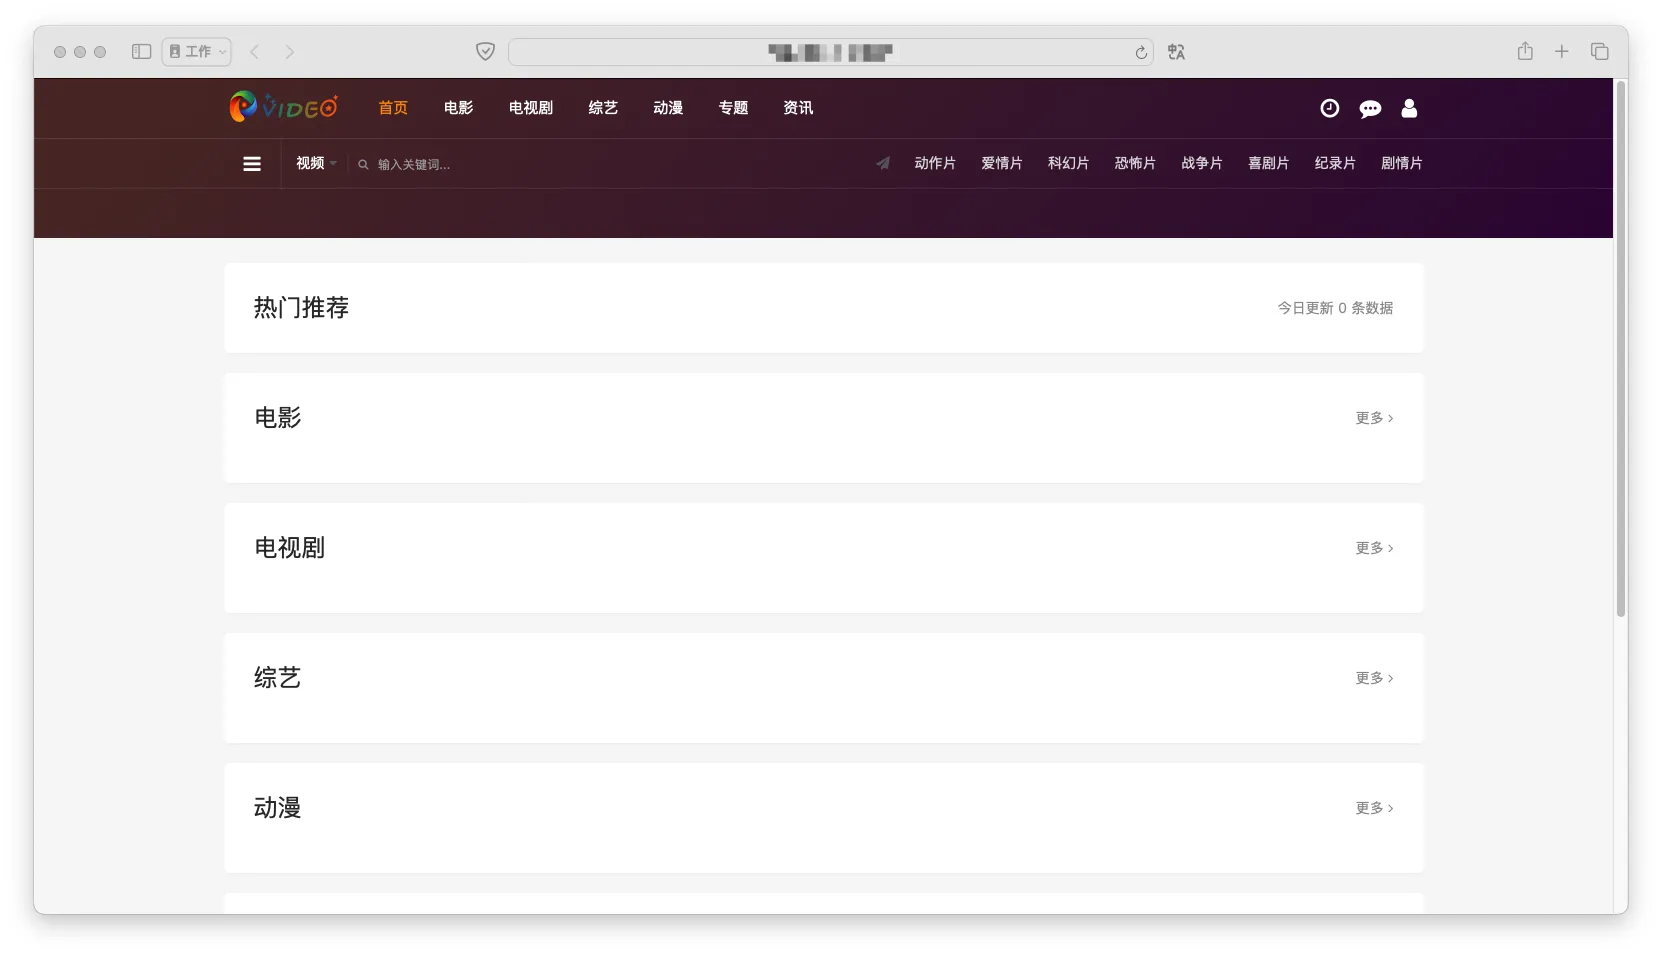 工作
VIDEO 首页 电影 电视剧 综艺 动漫 专题 资讯
视频 输入关键词... 动作片 爱情片 科幻片 恐怖片 战争片 喜剧片 纪录片 剧情片
热门推荐 今日更新 0 条数据
电影 更多
电视剧 更多
综艺 更多
动漫 更多